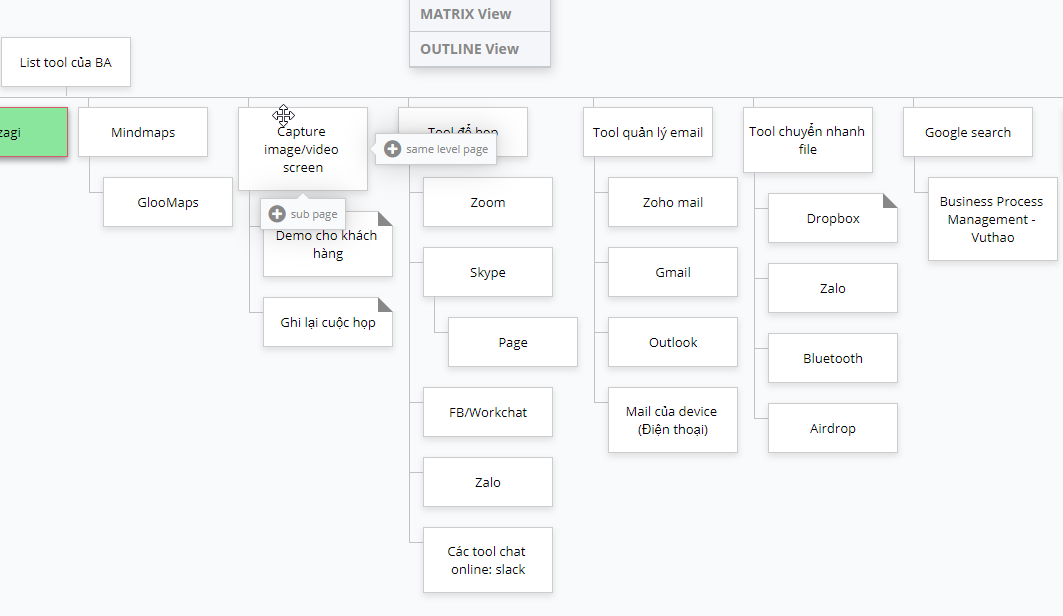 MATRIX View
OUTLINE View
List tool của BA
zagi
Mindmaps
GlooMaps
Capture
image/video
screen
same level page
sub page
Demo cho khách
hàng
Ghi lại cuộc họp
Tool để họp
Zoom
Skype
Page
FB/Workchat
Zalo
Các tool chat
online: slack
Tool quản lý email
Zoho mail
Gmail
Outlook
Mail của device
(Điện thoại)
Tool chuyển nhanh
file
Dropbox
Zalo
Bluetooth
Airdrop
Google search
Business Process
Management -
Vuthao